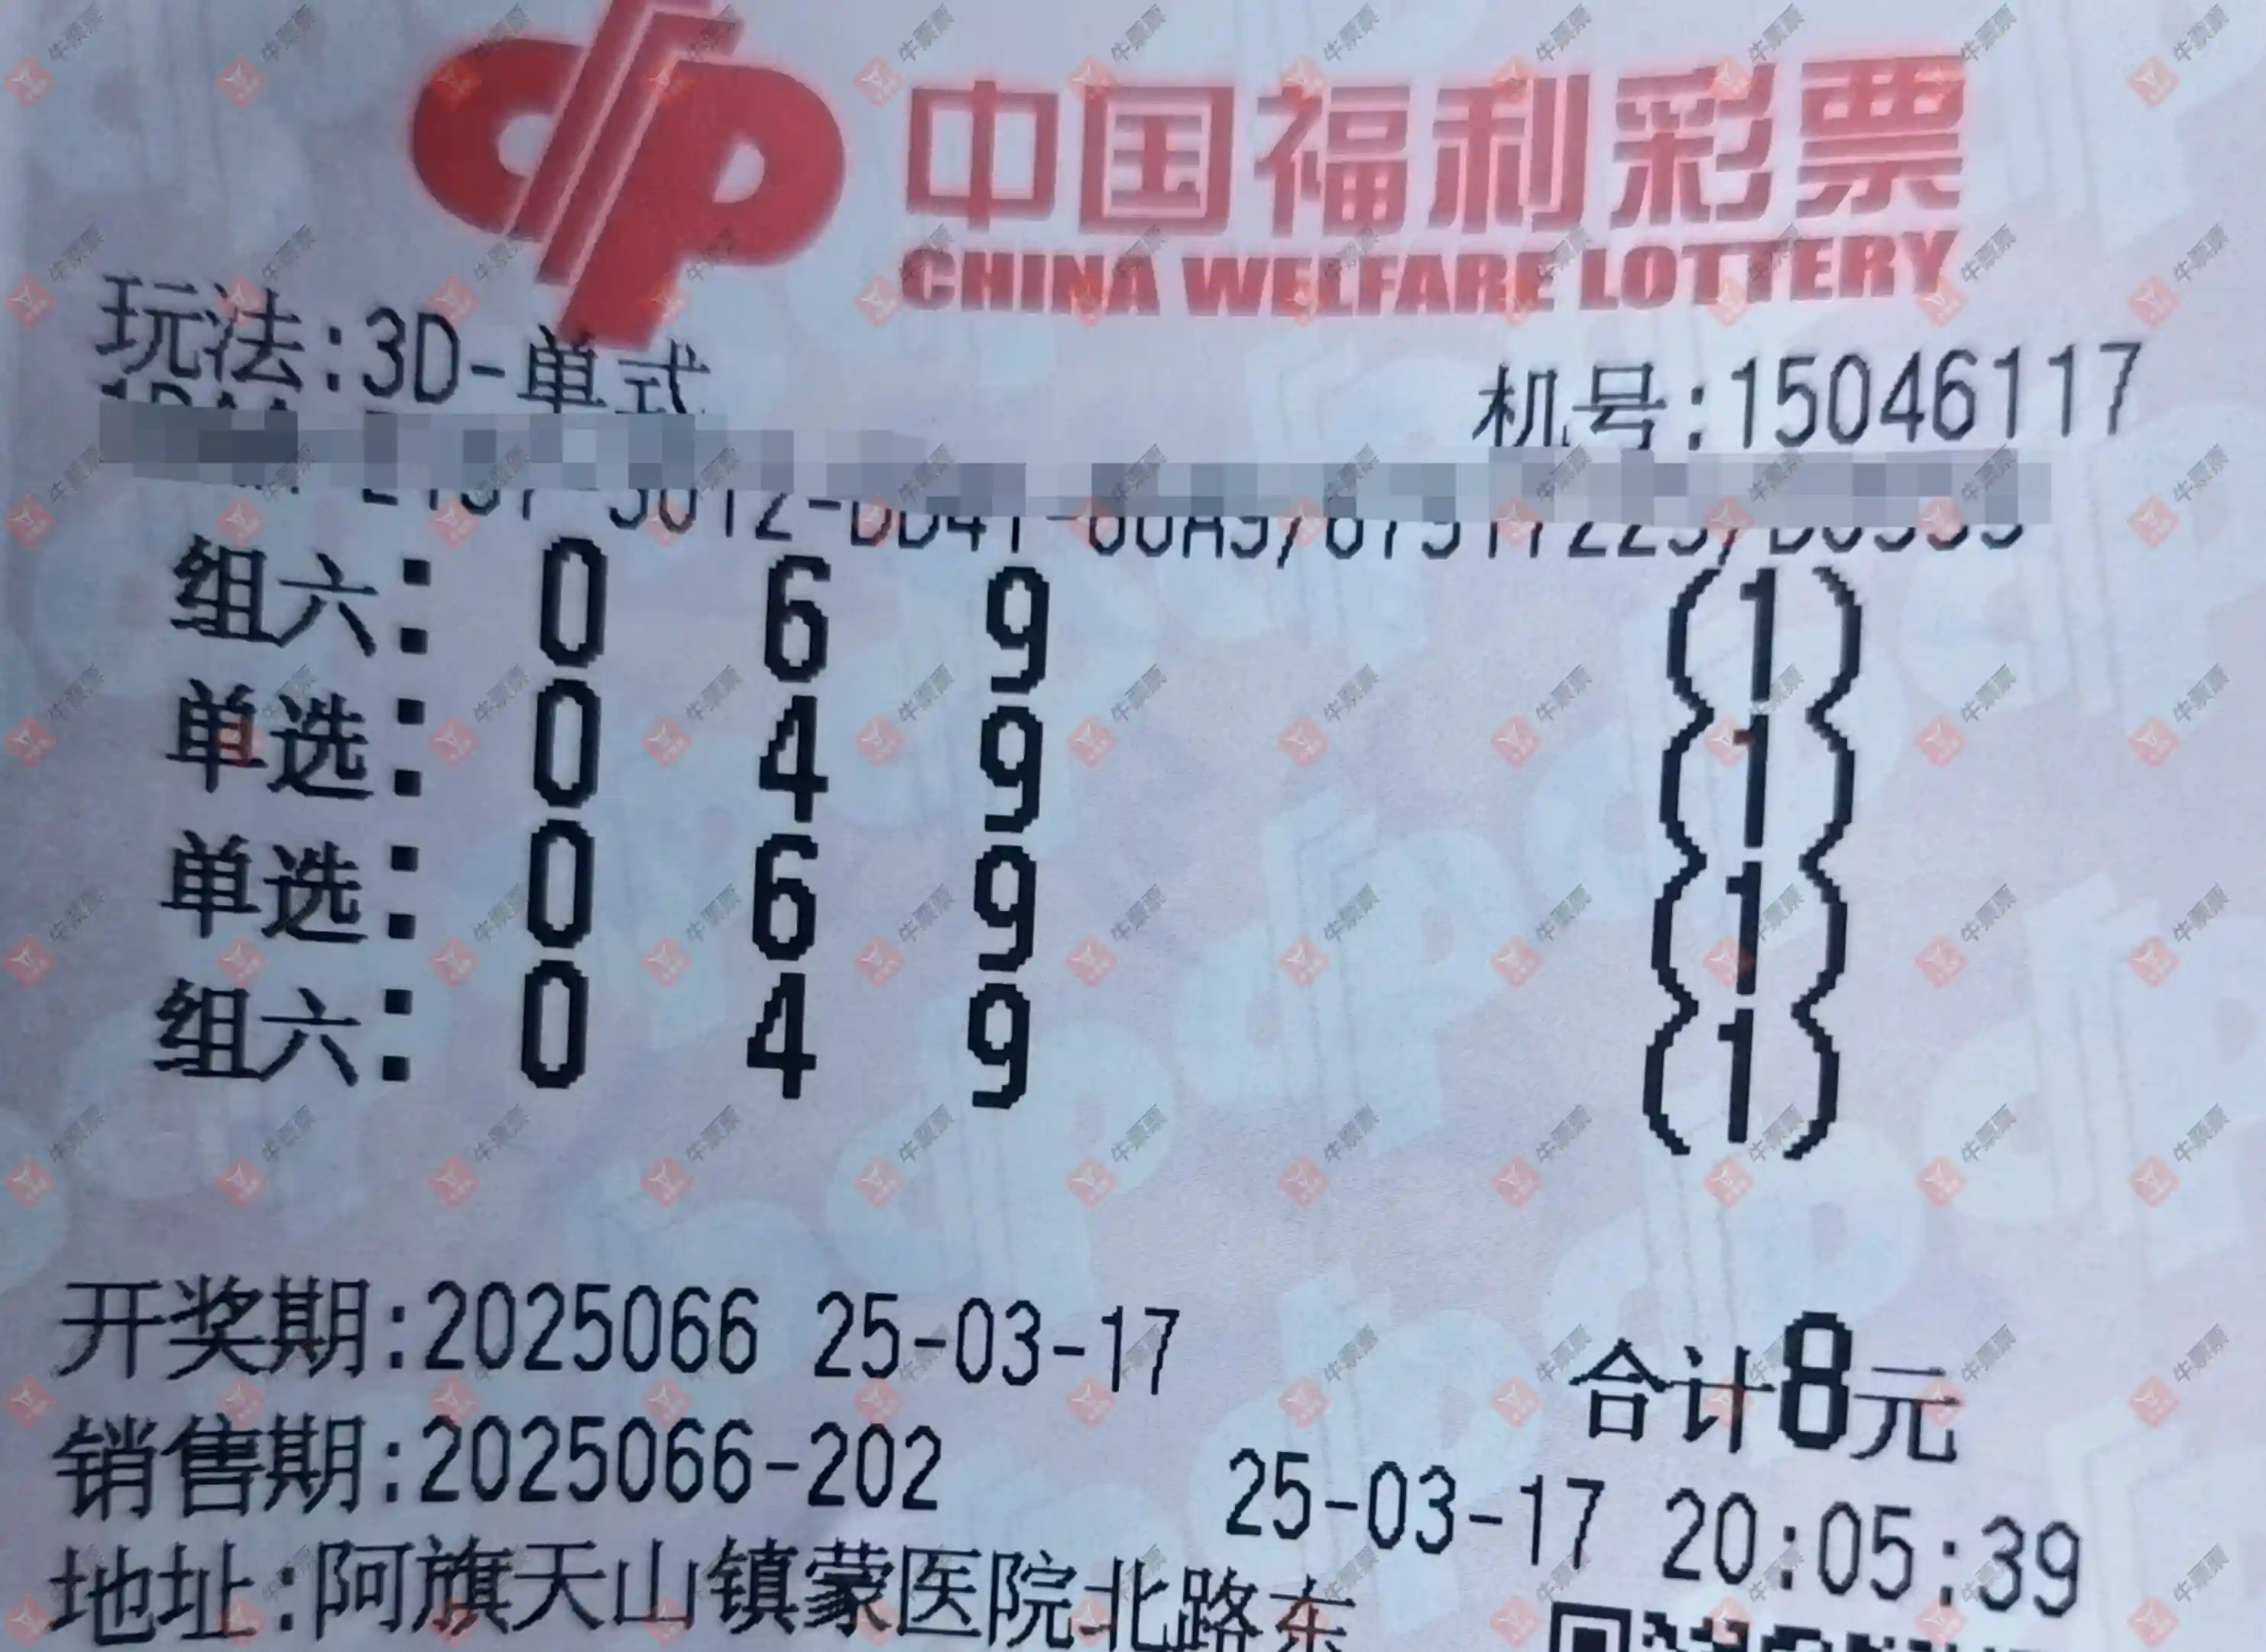 中国福利彩票
CHINA WELFARE LOTTERY
玩法:3D-单式
机号:15046117
组六: 0 6 9 (1)
单选: 0 4 9 (1)
单选: 0 6 9 (1)
组六: 0 4 9 (1)
开奖期:2025066 25-03-17
合计8元
销售期:2025066-202
25-03-17 20:05:39
地址:阿旗天山镇蒙医院北路东
牛票票